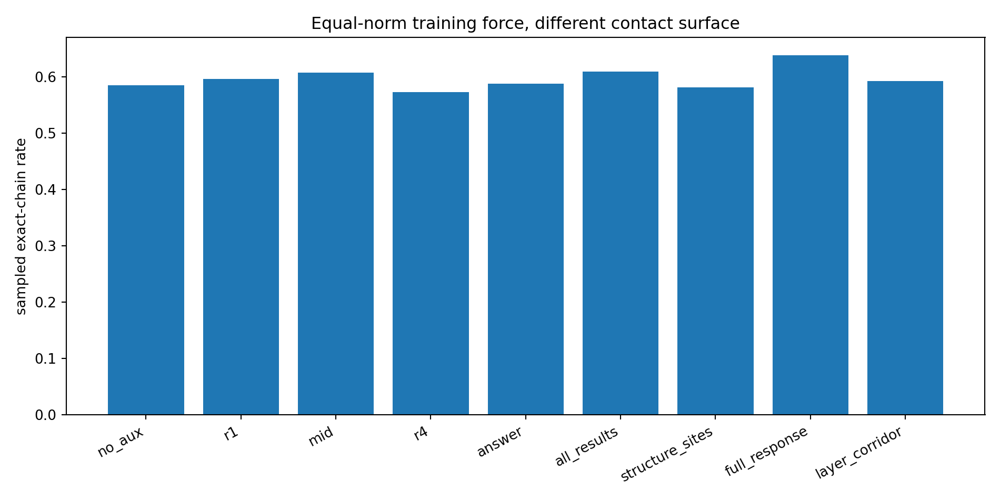 Equal-norm training force, different contact surface
sampled exact-chain rate
0.6
0.5
0.4
0.3
0.2
0.1
0.0
no_aux
r1
mid
r4
answer
all_results
structure_sites
full_response
layer_corridor